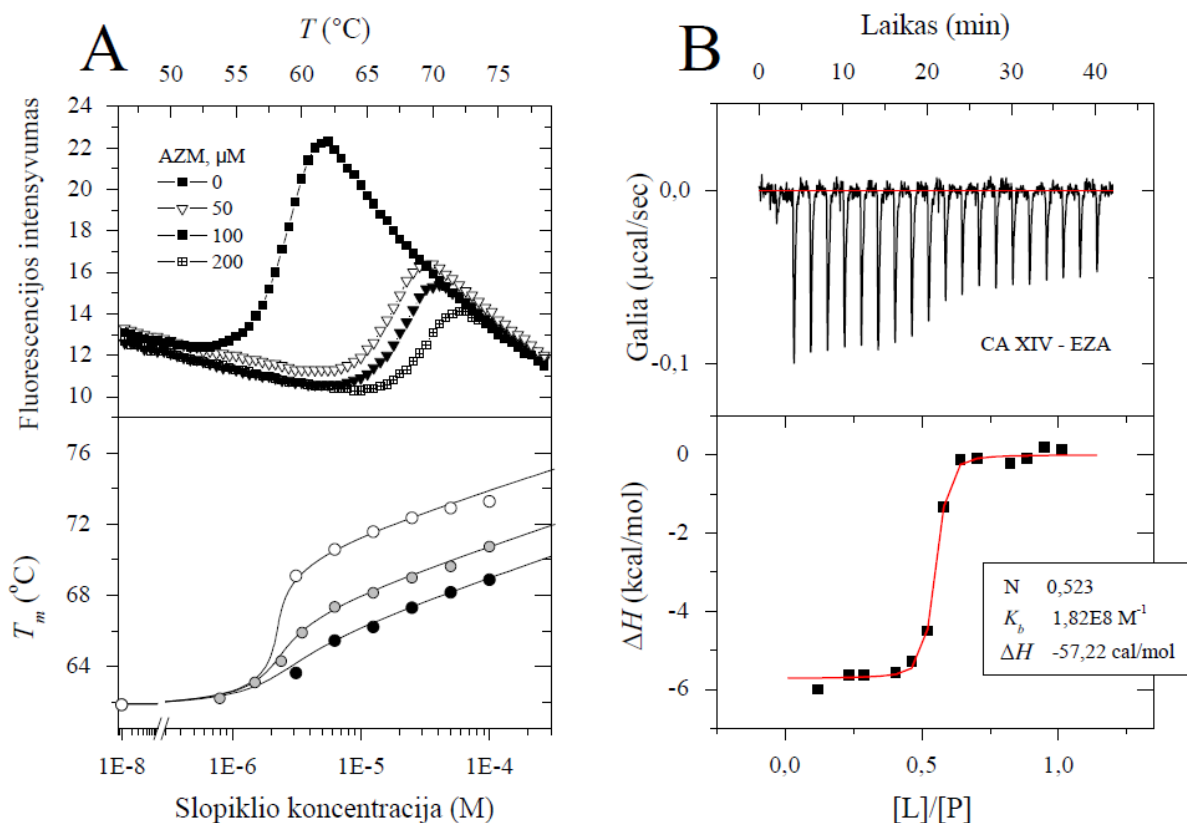 A
T (°C)
50 55 60 65 70 75
Fluorescencijos intensyvumas
24
22
20
18
16
14
12
10
AZM, µM
0
50
100
200
T_m (°C)
76
72
68
64
1E-8 1E-6 1E-5 1E-4
Slopiklio koncentracija (M)
B
Laikas (min)
0 10 20 30 40
Galia (µcal/sec)
0,0
-0,1
CA XIV - EZA
ΔH (kcal/mol)
0
-2
-4
-6
N 0,523
K_b 1,82E8 M⁻¹
ΔH -57,22 cal/mol
0,0 0,5 1,0
[L]/[P]